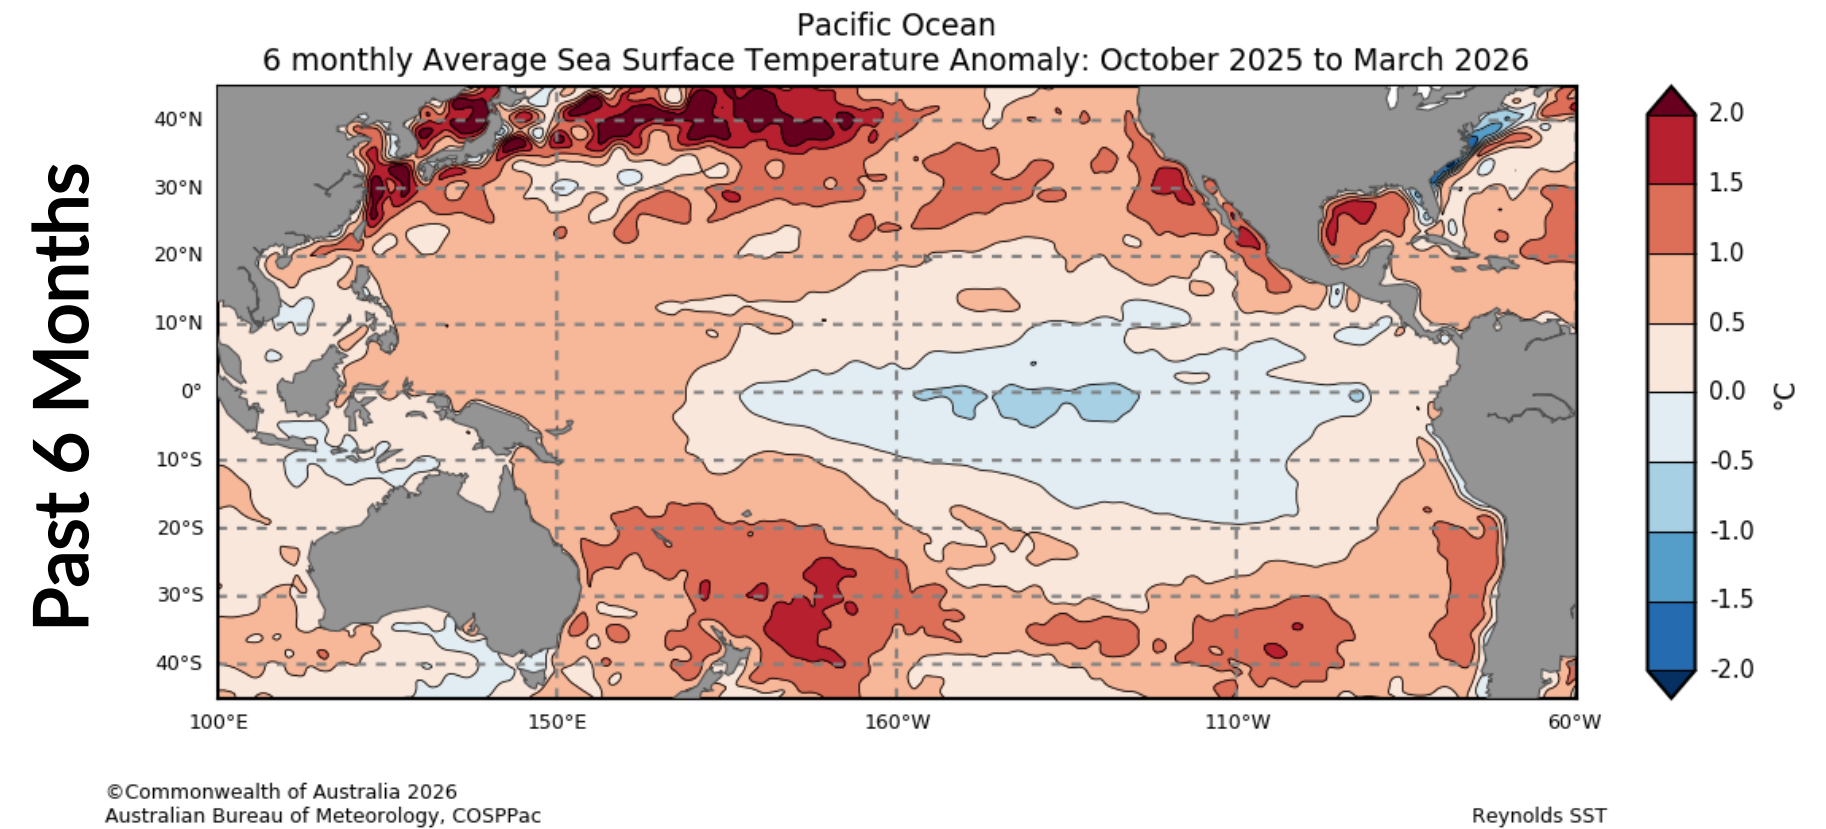 Pacific Ocean
6 monthly Average Sea Surface Temperature Anomaly: October 2025 to March 2026
Past 6 Months
40°N
30°N
20°N
10°N
0°
10°S
20°S
30°S
40°S
100°E 150°E 160°W 110°W 60°W
2.0
1.5
1.0
0.5
0.0
-0.5
-1.0
-1.5
-2.0
°C
©Commonwealth of Australia 2026
Australian Bureau of Meteorology, COSPPac
Reynolds SST